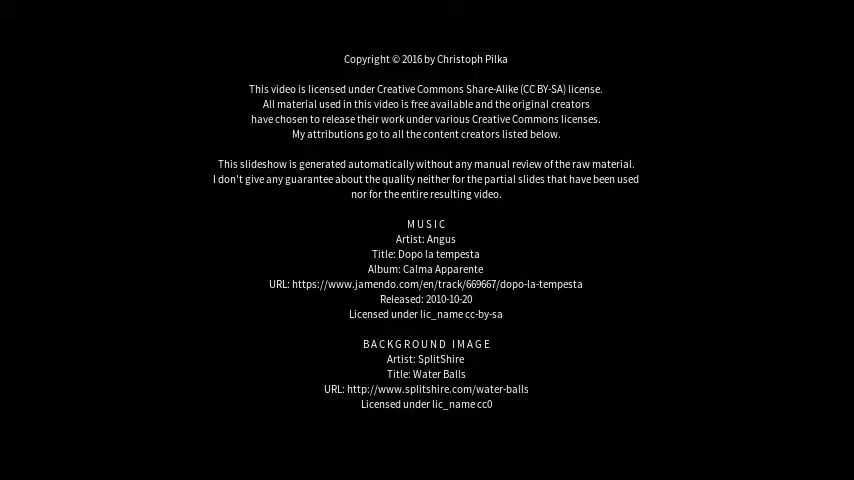 Copyright © 2016 by Christoph Pilka
This video is licensed under Creative Commons Share-Alike (CC BY-SA) license.
All material used in this video is free available and the original creators
have chosen to release their work under various Creative Commons licenses.
My attributions go to all the content creators listed below.
This slideshow is generated automatically without any manual review of the raw material.
I don't give any guarantee about the quality neither for the partial slides that have been used
nor for the entire resulting video.
M U S I C
Artist: Angus
Title: Dopo la tempesta
Album: Calma Apparente
URL: https://www.jamendo.com/en/track/669667/dopo-la-tempesta
Released: 2010-10-20
Licensed under lic_name cc-by-sa
B A C K G R O U N D   I M A G E
Artist: SplitShire
Title: Water Balls
URL: http://www.splitshire.com/water-balls
Licensed under lic_name cc0